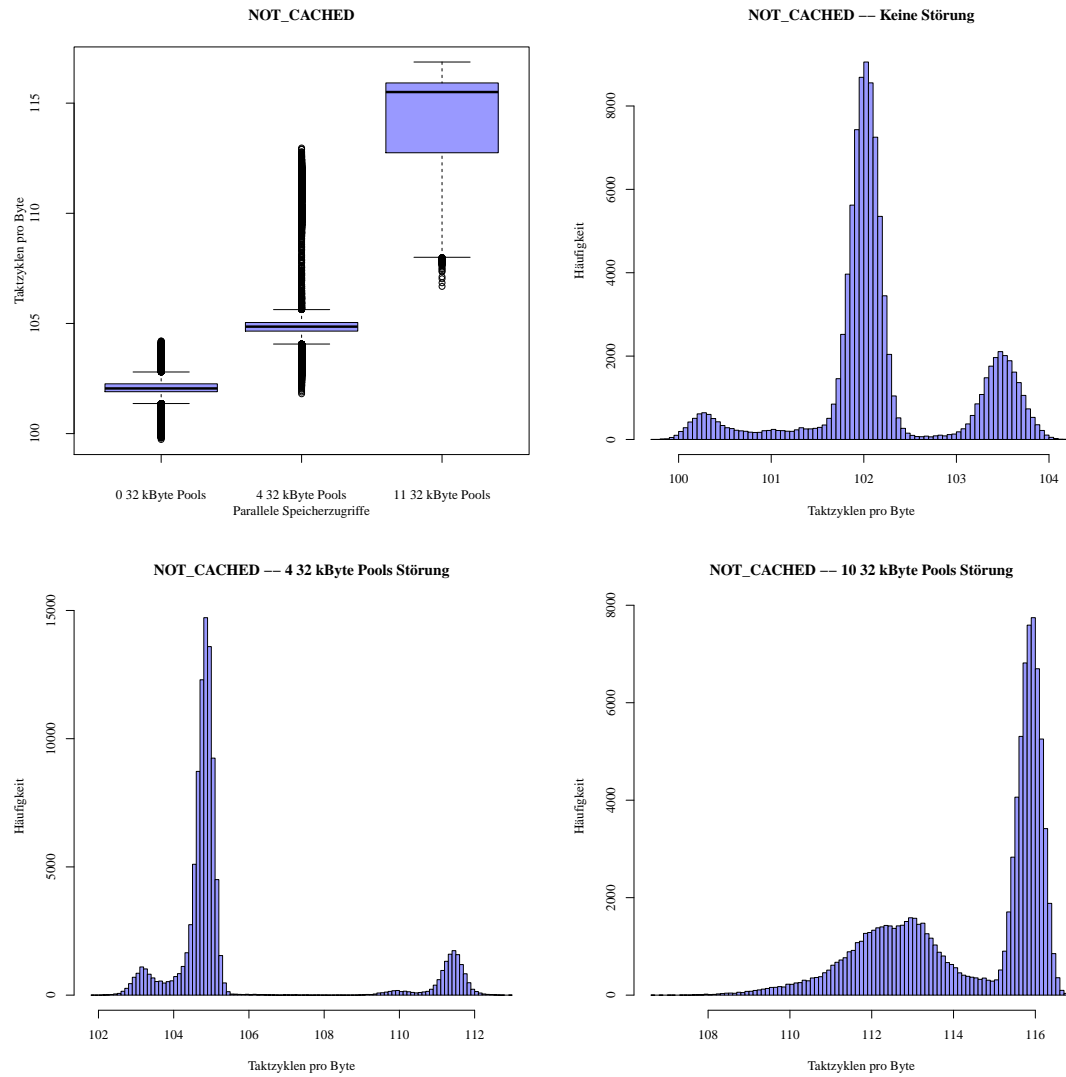 NOT_CACHED
Taktzyklen pro Byte
100
105
110
115
0 32 kByte Pools
4 32 kByte Pools
11 32 kByte Pools
Parallele Speicherzugriffe
NOT_CACHED −− Keine Störung
Häufigkeit
0
2000
4000
6000
8000
100
101
102
103
104
Taktzyklen pro Byte
NOT_CACHED −− 4 32 kByte Pools Störung
Häufigkeit
0
5000
10000
15000
102
104
106
108
110
112
Taktzyklen pro Byte
NOT_CACHED −− 10 32 kByte Pools Störung
Häufigkeit
0
2000
4000
6000
8000
108
110
112
114
116
Taktzyklen pro Byte